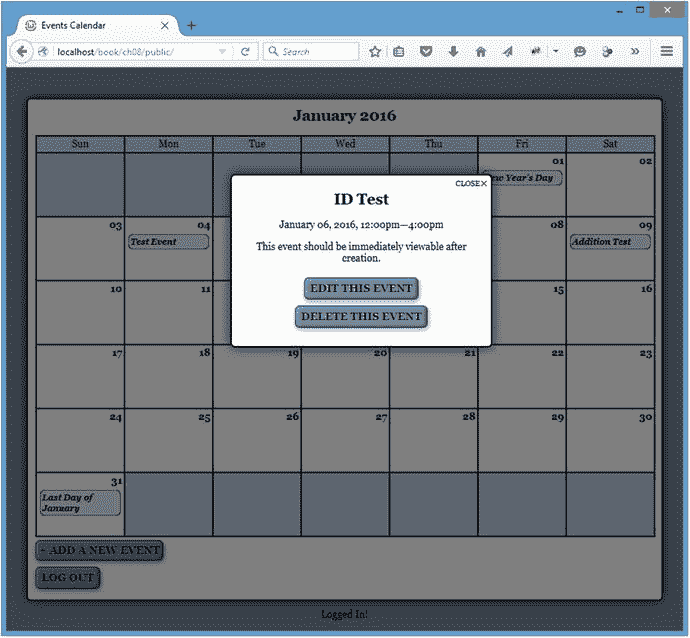 Events Calendar
localhost/book/ch08/public/
Search
January 2016
Sun Mon Tue Wed Thu Fri Sat
01 02
CLOSE×
ew Year's Day
ID Test
January 06, 2016, 12:00pm—4:00pm
This event should be immediately viewable after
creation.
EDIT THIS EVENT
DELETE THIS EVENT
03 04 08 09
Test Event Addition Test
10 11 15 16
17 18 19 20 21 22 23
24 25 26 27 28 29 30
31
Last Day of
January
+ ADD A NEW EVENT
LOG OUT
Logged In!